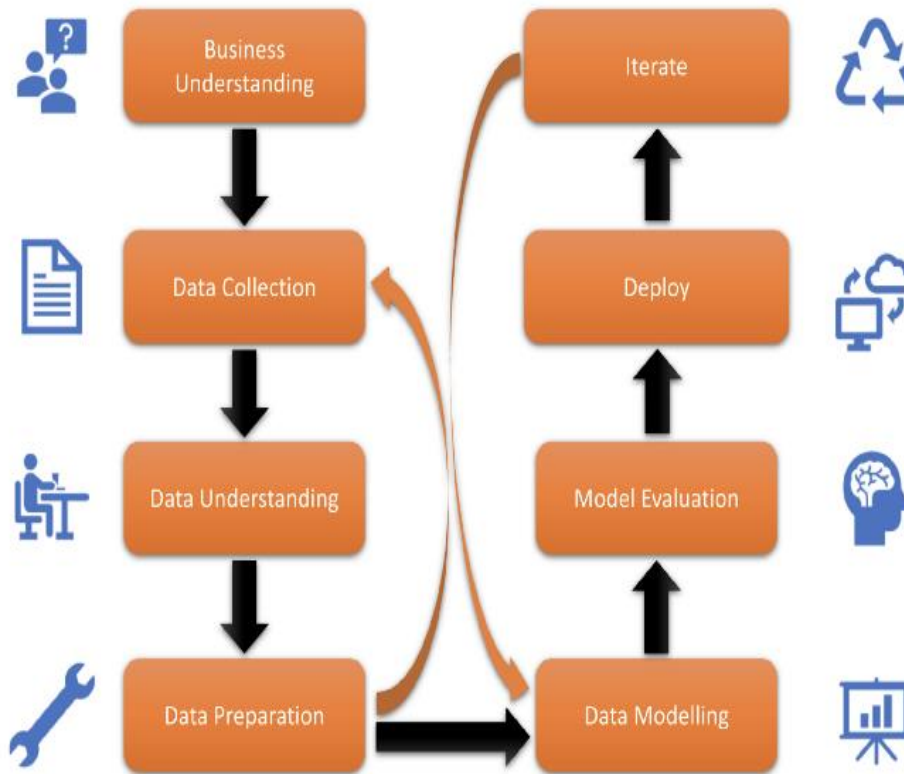 Business
Understanding
Data Collection
Data Understanding
Data Preparation
Data Modelling
Model Evaluation
Deploy
Iterate
?